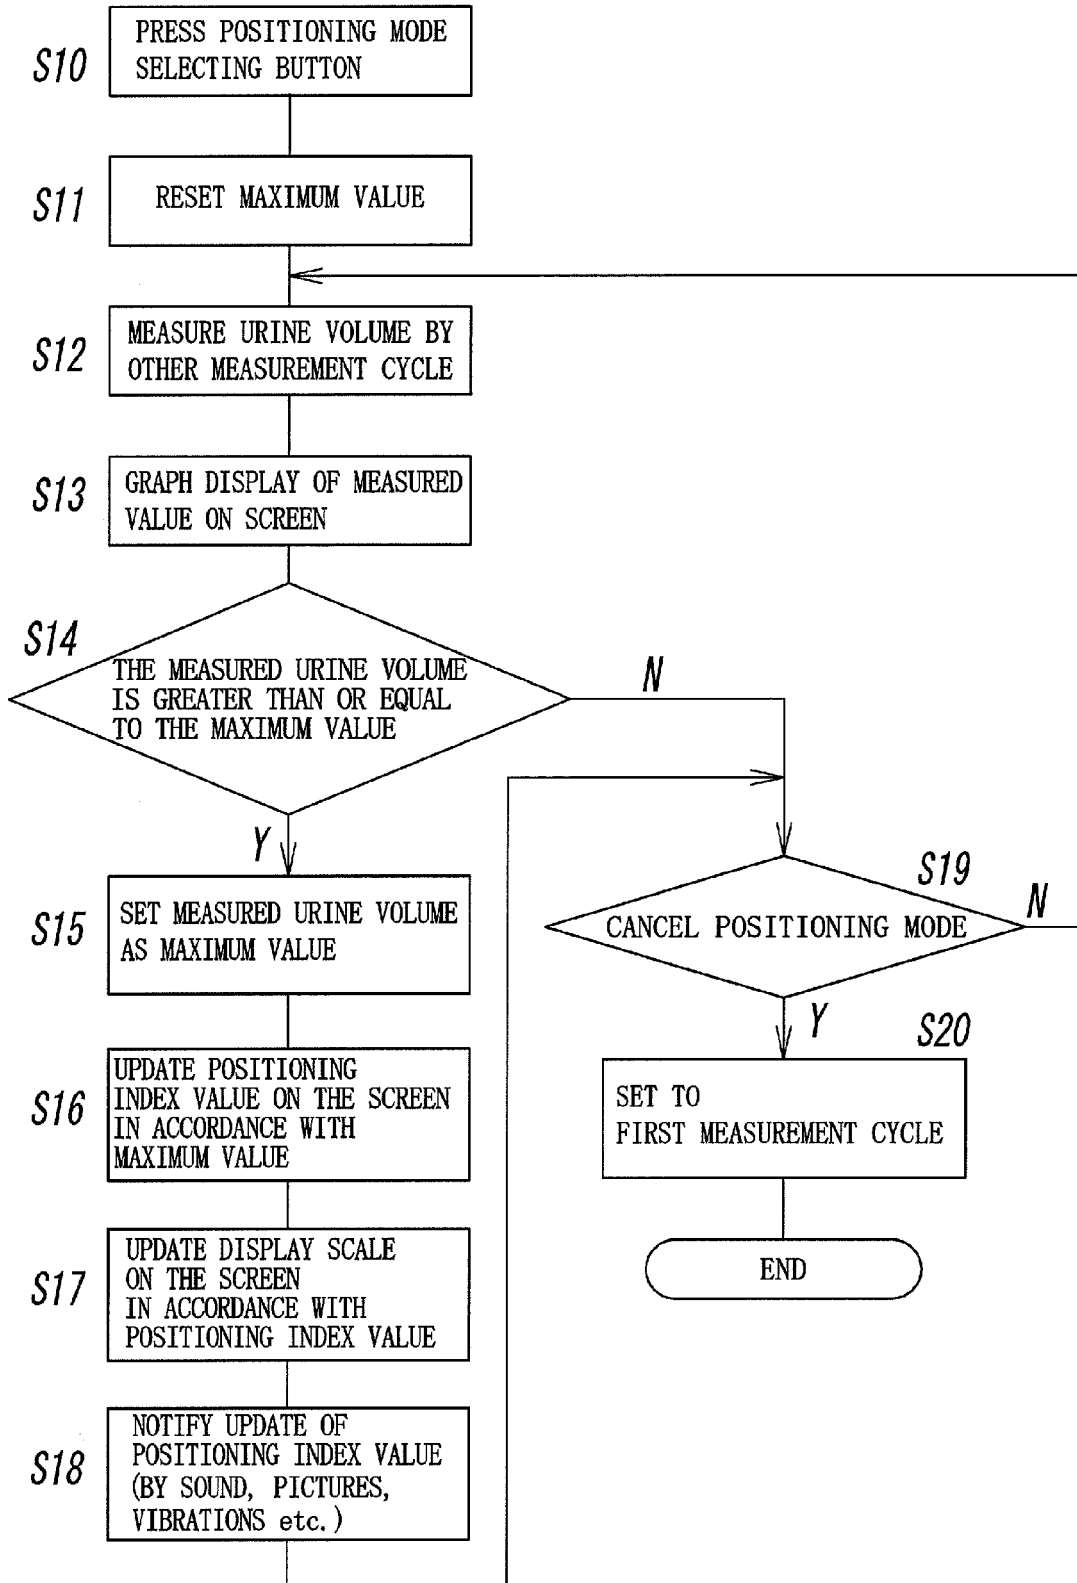 S10
PRESS POSITIONING MODE
SELECTING BUTTON
S11
RESET MAXIMUM VALUE
S12
MEASURE URINE VOLUME BY
OTHER MEASUREMENT CYCLE
S13
GRAPH DISPLAY OF MEASURED
VALUE ON SCREEN
S14
THE MEASURED URINE VOLUME
IS GREATER THAN OR EQUAL
TO THE MAXIMUM VALUE
N
Y
S15
SET MEASURED URINE VOLUME
AS MAXIMUM VALUE
S16
UPDATE POSITIONING
INDEX VALUE ON THE SCREEN
IN ACCORDANCE WITH
MAXIMUM VALUE
S17
UPDATE DISPLAY SCALE
ON THE SCREEN
IN ACCORDANCE WITH
POSITIONING INDEX VALUE
S18
NOTIFY UPDATE OF
POSITIONING INDEX VALUE
(BY SOUND, PICTURES,
VIBRATIONS etc.)
S19
CANCEL POSITIONING MODE
N
Y
S20
SET TO
FIRST MEASUREMENT CYCLE
END